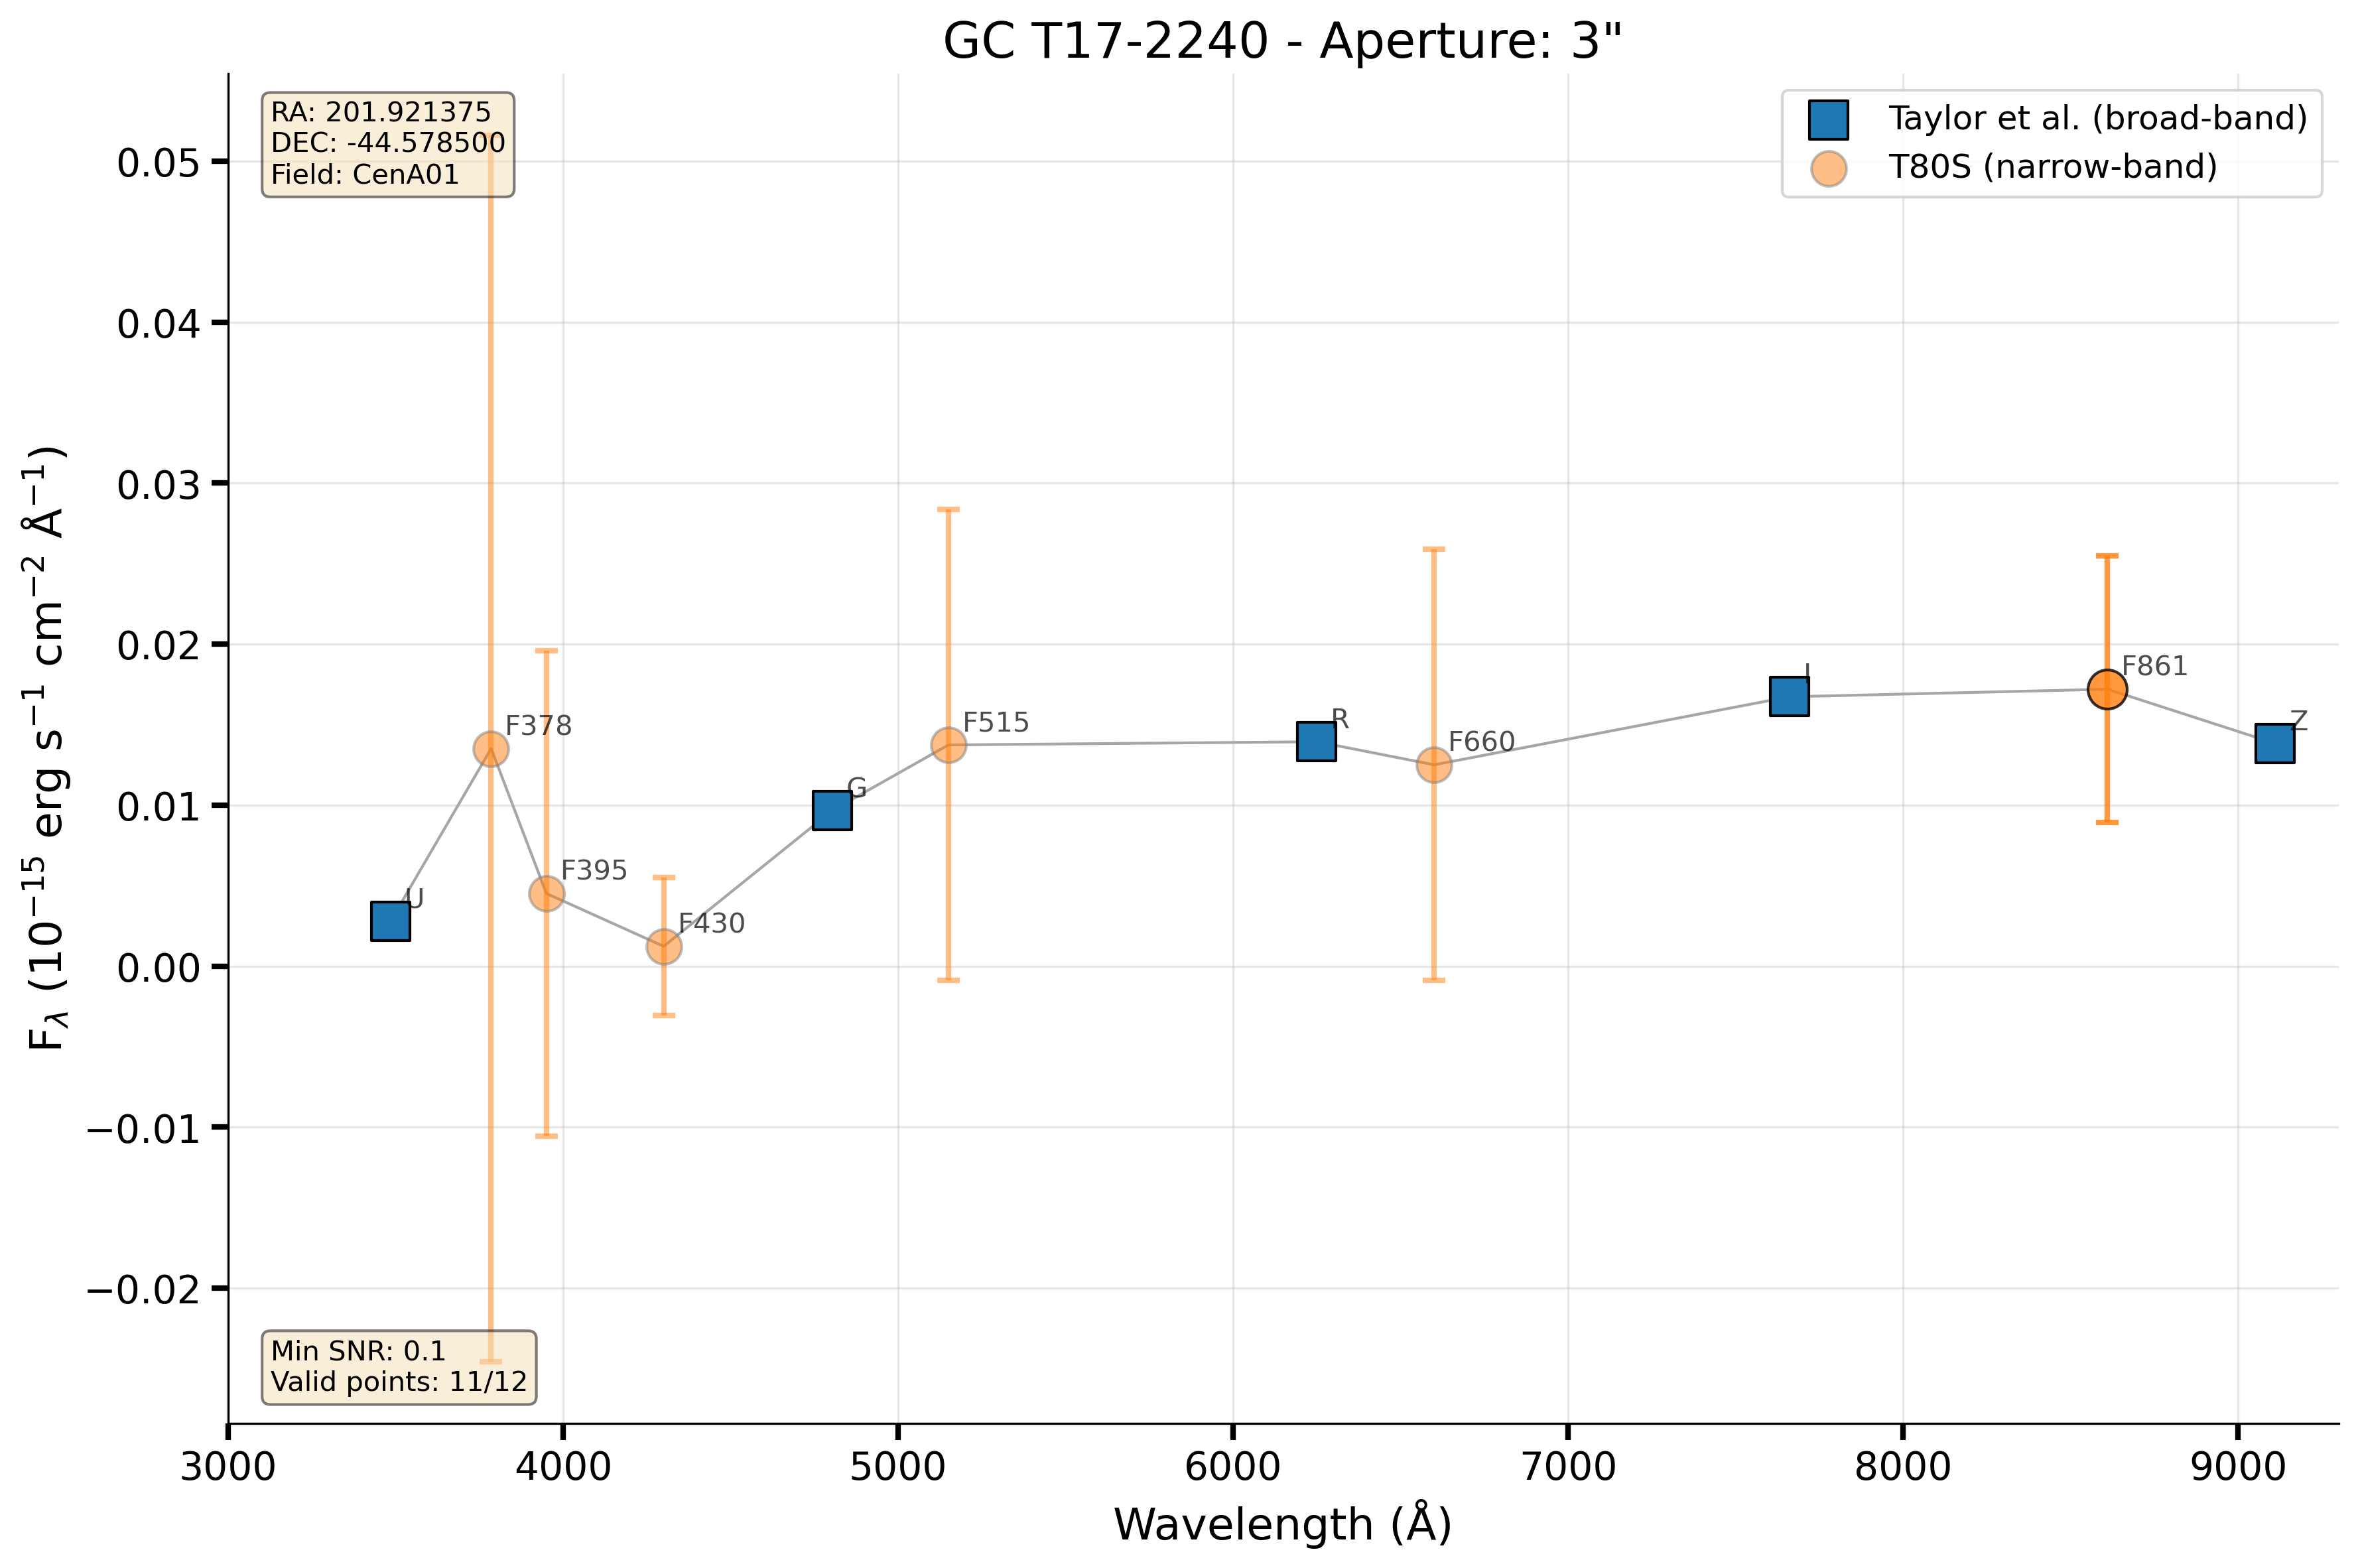 GC T17-2240 - Aperture: 3"
RA: 201.921375
DEC: -44.578500
Field: CenA01
Taylor et al. (broad-band)
T80S (narrow-band)
0.05
0.04
0.03
0.02
0.01
0.00
−0.01
−0.02
F_λ (10⁻¹⁵ erg s⁻¹ cm⁻² Å⁻¹)
U
F378
F395
F430
G
F515
R
F660
I
F861
Z
Min SNR: 0.1
Valid points: 11/12
3000 4000 5000 6000 7000 8000 9000
Wavelength (Å)